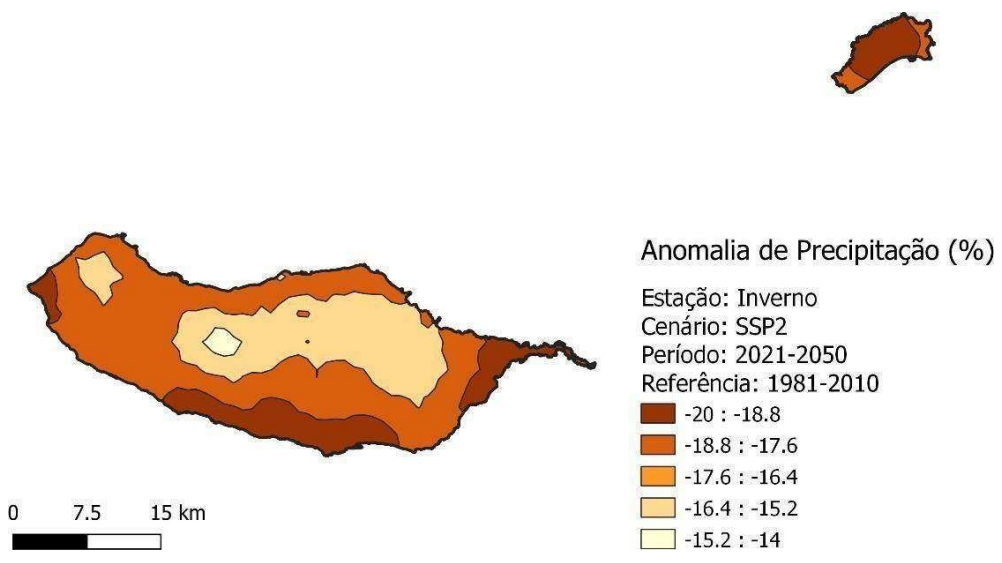 Anomalia de Precipitação (%)
Estação: Inverno
Cenário: SSP2
Período: 2021-2050
Referência: 1981-2010
-20 : -18.8
-18.8 : -17.6
-17.6 : -16.4
-16.4 : -15.2
-15.2 : -14
0 7.5 15 km